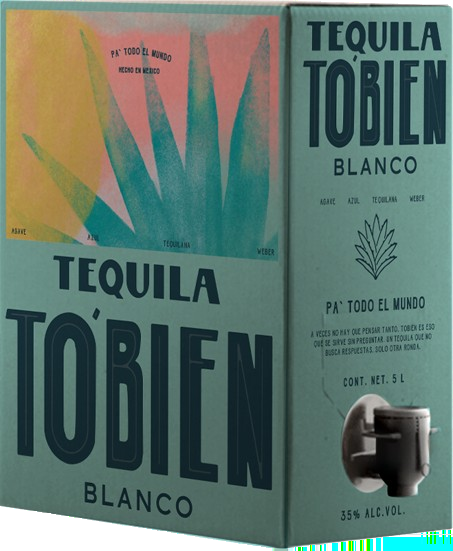 PA' TODO EL MUNDO
HECHO EN MEXICO
AGAVE AZUL TEQUILANA WEBER
TEQUILA
TO'BIEN
BLANCO
TEQUILA
TO'BIEN
BLANCO
AGAVE AZUL TEQUILANA WEBER
PA' TODO EL MUNDO
A VECES NO HAY QUE PENSAR TANTO. TOBIEN ES ESO
QUE SE SIRVE SIN PREGUNTAR. UN TEQUILA QUE NO
BUSCA RESPUESTAS. SOLO OTRA RONDA.
CONT. NET. 5 L
35% ALC.VOL.